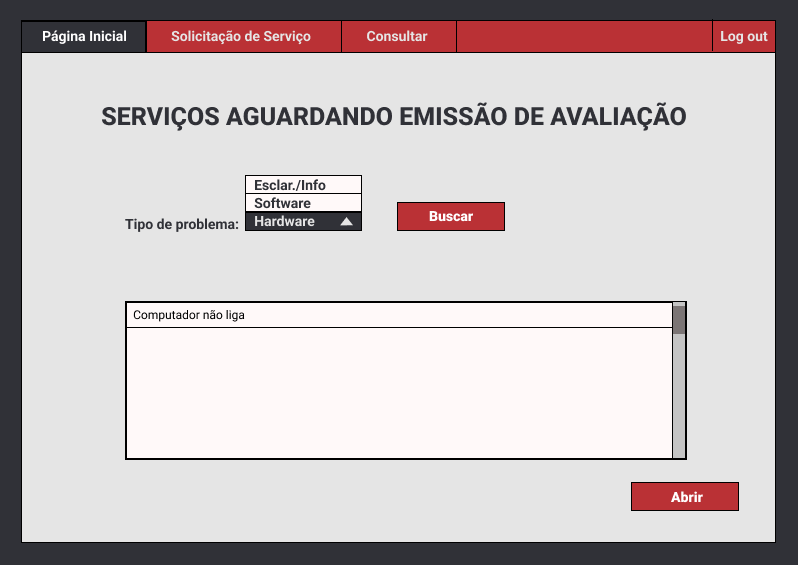 Página Inicial
Solicitação de Serviço
Consultar
Log out
SERVIÇOS AGUARDANDO EMISSÃO DE AVALIAÇÃO
Esclar./Info
Software
Tipo de problema:
Hardware
Buscar
Computador não liga
Abrir